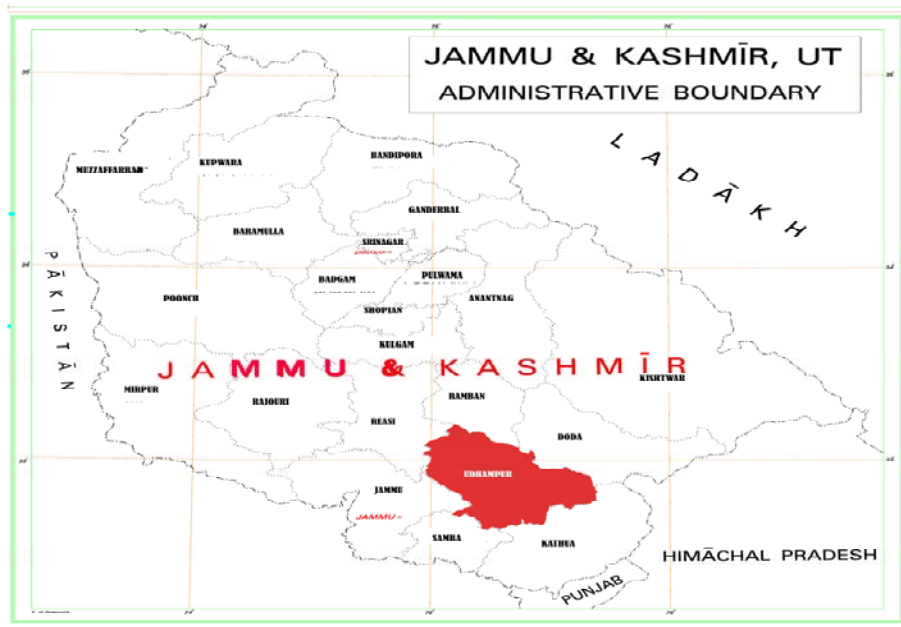 JAMMU & KASHMĪR, UT
ADMINISTRATIVE BOUNDARY
LADĀKH
MUZZAFFARBAD
KUPWARA
BANDIPORA
GANDERBAL
BARAMULLA
SRINAGAR
BADGAM
PULWAMA
POONCH
ANANTNAG
SHOPIAN
PĀKISTĀN
KULGAM
JAMMU & KASHMĪR
KISHTWAR
MIRPUR
RAJOURI
RAMBAN
REASI
DODA
UDHAMPUR
JAMMU
JAMMU
SAMBA
KATHUA
HIMĀCHAL PRADESH
PUNJAB